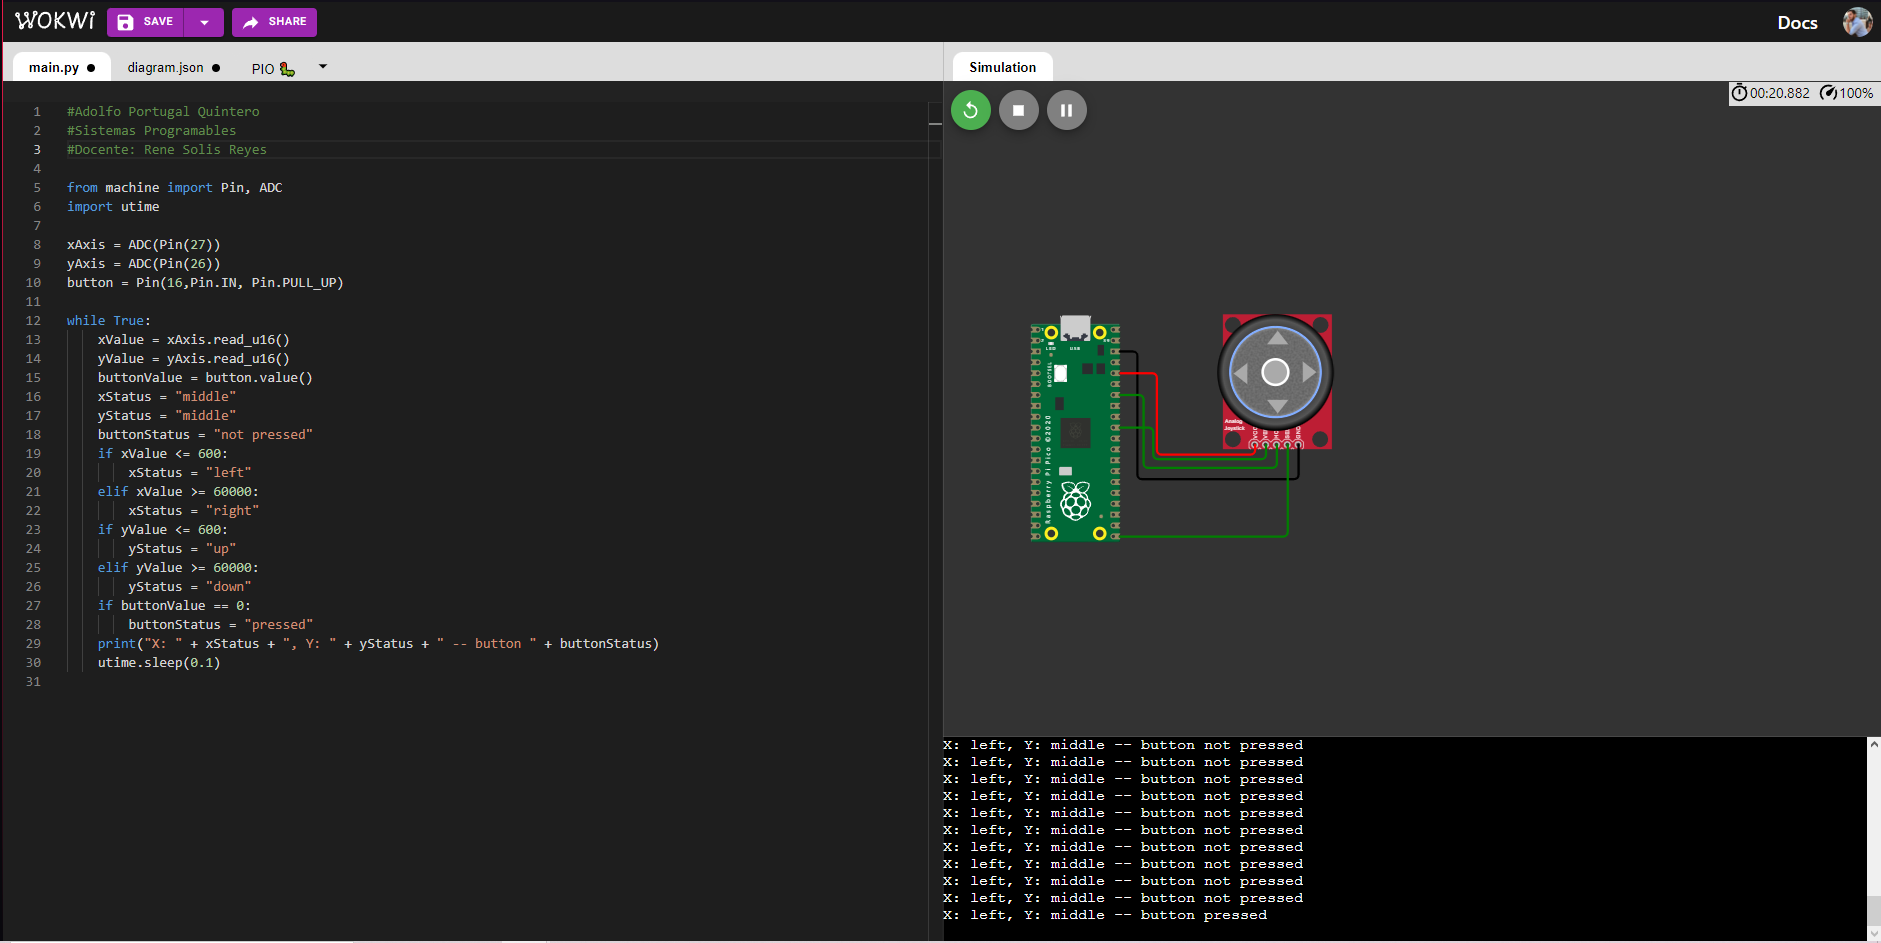 WOKWI SAVE SHARE Docs
main.py diagram.json PIO
Simulation
00:20.882 100%
1 #Adolfo Portugal Quintero
2 #Sistemas Programables
3 #Docente: Rene Solis Reyes
4
5 from machine import Pin, ADC
6 import utime
7
8 xAxis = ADC(Pin(27))
9 yAxis = ADC(Pin(26))
10 button = Pin(16,Pin.IN, Pin.PULL_UP)
11
12 while True:
13 xValue = xAxis.read_u16()
14 yValue = yAxis.read_u16()
15 buttonValue = button.value()
16 xStatus = "middle"
17 yStatus = "middle"
18 buttonStatus = "not pressed"
19 if xValue <= 600:
20 xStatus = "left"
21 elif xValue >= 60000:
22 xStatus = "right"
23 if yValue <= 600:
24 yStatus = "up"
25 elif yValue >= 60000:
26 yStatus = "down"
27 if buttonValue == 0:
28 buttonStatus = "pressed"
29 print("X: " + xStatus + ", Y: " + yStatus + " -- button " + buttonStatus)
30 utime.sleep(0.1)
31
LED USB
BOOTSEL
Raspberry Pi Pico ©2020
Analog
Joystick
X: left, Y: middle -- button not pressed
X: left, Y: middle -- button not pressed
X: left, Y: middle -- button not pressed
X: left, Y: middle -- button not pressed
X: left, Y: middle -- button not pressed
X: left, Y: middle -- button not pressed
X: left, Y: middle -- button not pressed
X: left, Y: middle -- button not pressed
X: left, Y: middle -- button not pressed
X: left, Y: middle -- button not pressed
X: left, Y: middle -- button pressed